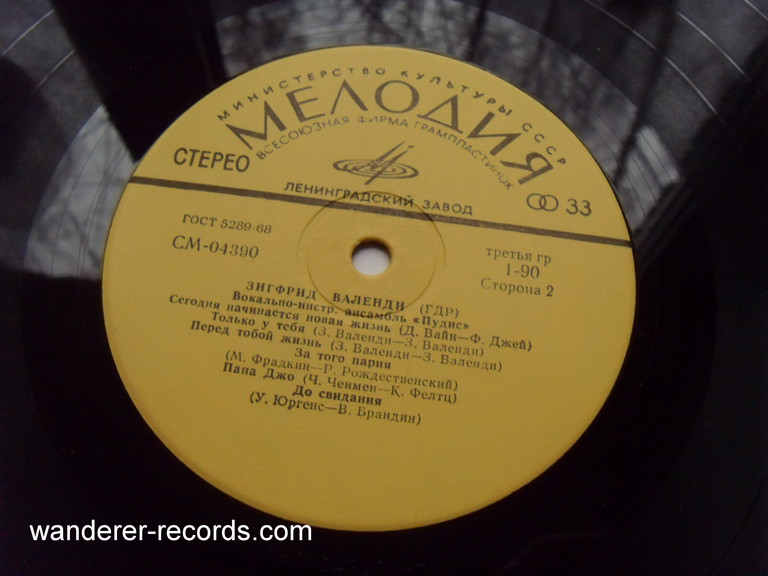 МИНИСТЕРСТВО КУЛЬТУРЫ СССР
МЕЛОДИЯ
ВСЕСОЮЗНАЯ ФИРМА ГРАМПЛАСТИНОК
СТЕРЕО
ЛЕНИНГРАДСКИЙ ЗАВОД
33
ГОСТ 5289-68
СМ-04390
третья гр
1-90
Сторона 2
ЗИГФРИД ВАЛЕНДИ (ГДР)
Вокально-инстр. ансамбль «Пудис»
Сегодня начинается новая жизнь (Д. Вайн—Ф. Джей)
Только у тебя (З. Валенди—З. Валенди)
Перед тобой жизнь (З. Валенди—З. Валенди)
За того парня
(М. Фрадкин—Р. Рождественский)
Папа Джо (Ч. Чепмен—К. Фелтц)
До свидания
(У. Юргенс—В. Брандин)
wanderer-records.com